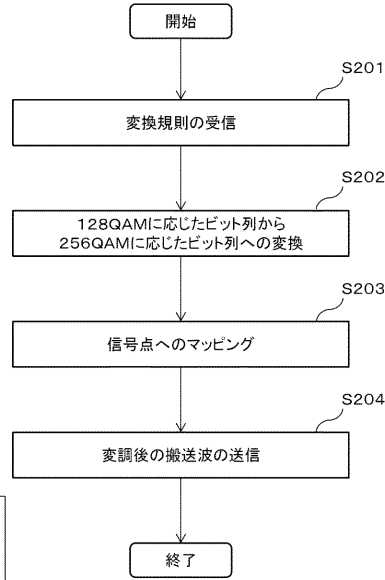 開始
S201
変換規則の受信
S202
128QAMに応じたビット列から
256QAMに応じたビット列への変換
S203
信号点へのマッピング
S204
変調後の搬送波の送信
終了